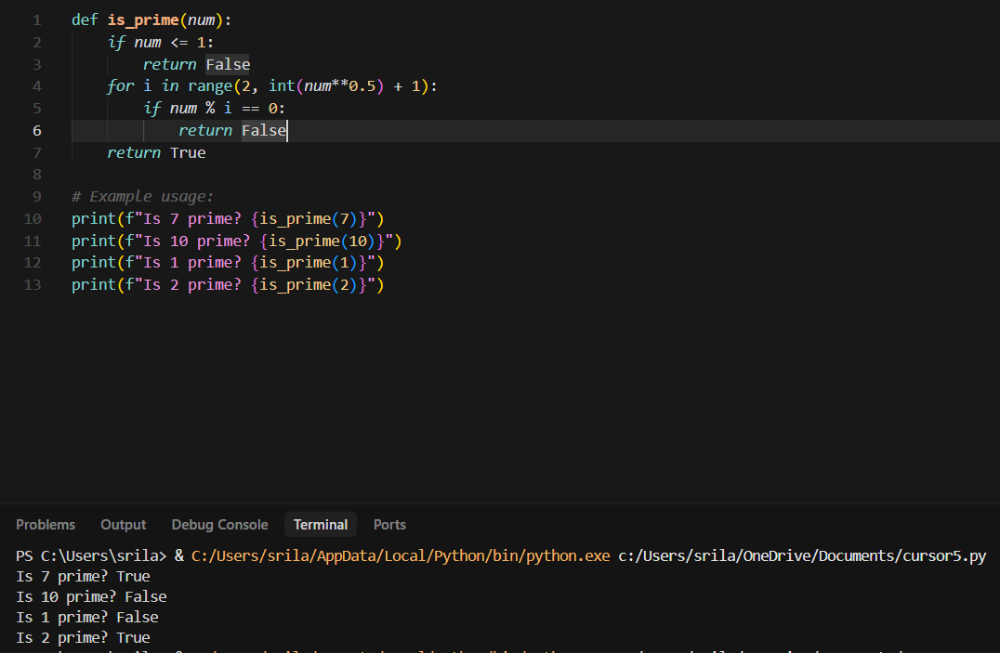 1 def is_prime(num):
2     if num <= 1:
3         return False
4     for i in range(2, int(num**0.5) + 1):
5         if num % i == 0:
6             return False
7     return True
8
9 # Example usage:
10 print(f"Is 7 prime? {is_prime(7)}")
11 print(f"Is 10 prime? {is_prime(10)}")
12 print(f"Is 1 prime? {is_prime(1)}")
13 print(f"Is 2 prime? {is_prime(2)}")
Problems Output Debug Console Terminal Ports
PS C:\Users\srila> & C:/Users/srila/AppData/Local/Python/bin/python.exe c:/Users/srila/OneDrive/Documents/cursor5.py
Is 7 prime? True
Is 10 prime? False
Is 1 prime? False
Is 2 prime? True